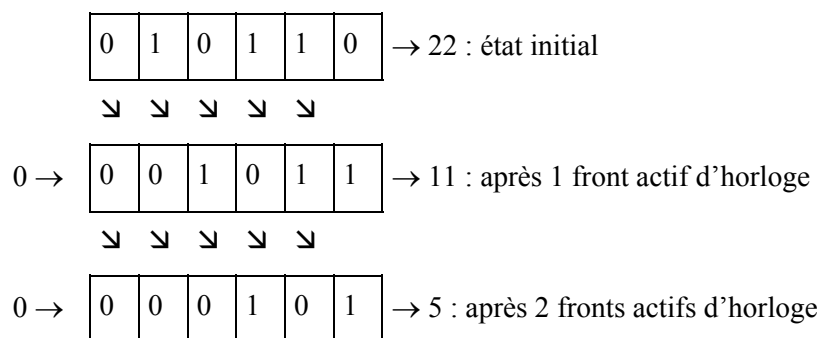 0 1 0 1 1 0 → 22 : état initial
↘ ↘ ↘ ↘ ↘
0 → 0 0 1 0 1 1 → 11 : après 1 front actif d’horloge
↘ ↘ ↘ ↘ ↘
0 → 0 0 0 1 0 1 → 5 : après 2 fronts actifs d’horloge